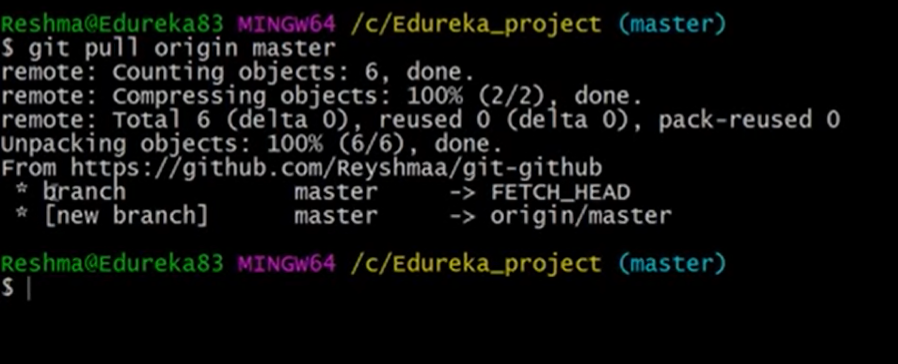 Reshma@Edureka83 MINGW64 /c/Edureka_project (master)
$ git pull origin master
remote: Counting objects: 6, done.
remote: Compressing objects: 100% (2/2), done.
remote: Total 6 (delta 0), reused 0 (delta 0), pack-reused 0
Unpacking objects: 100% (6/6), done.
From https://github.com/Reyshmaa/git-github
 * branch            master     -> FETCH_HEAD
 * [new branch]      master     -> origin/master
Reshma@Edureka83 MINGW64 /c/Edureka_project (master)
$